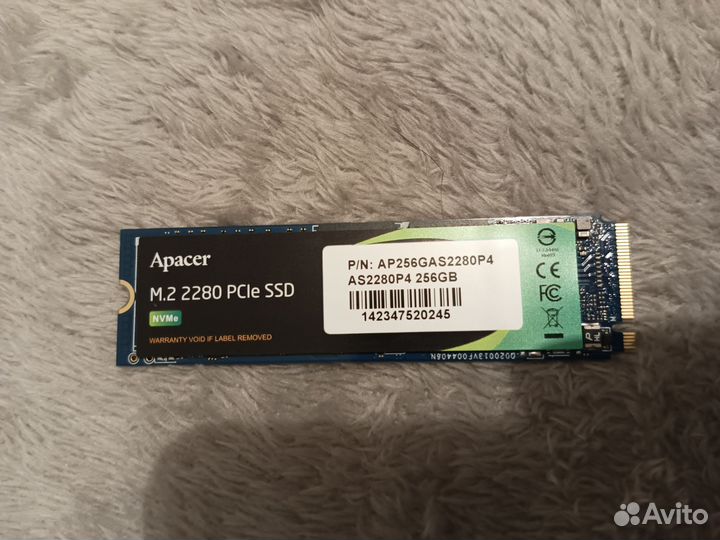 Apacer
M.2 2280 PCIe SSD
NVMe
WARRANTY VOID IF LABEL REMOVED
P/N: AP256GAS2280P4
AS2280P4 256GB
142347520245
CE
FC
Avito